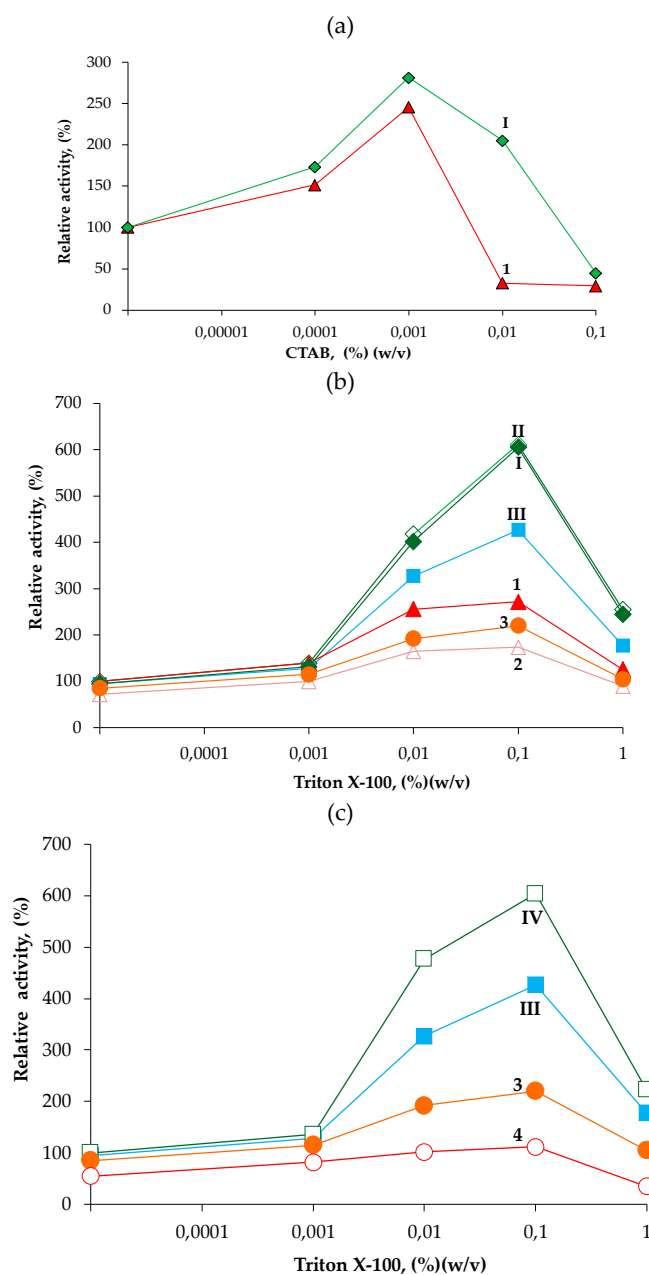 (a)
300
250
200
150
100
50
0
Relative activity, (%)
I
1
0,00001 0,0001 0,001 0,01 0,1
CTAB, (%) (w/v)
(b)
700
600
500
400
300
200
100
0
Relative activity, (%)
II
I
III
1
3
2
0,0001 0,001 0,01 0,1 1
Triton X-100, (%)(w/v)
(c)
700
600
500
400
300
200
100
0
Relative activity, (%)
IV
III
3
4
0,0001 0,001 0,01 0,1 1
Triton X-100, (%)(w/v)